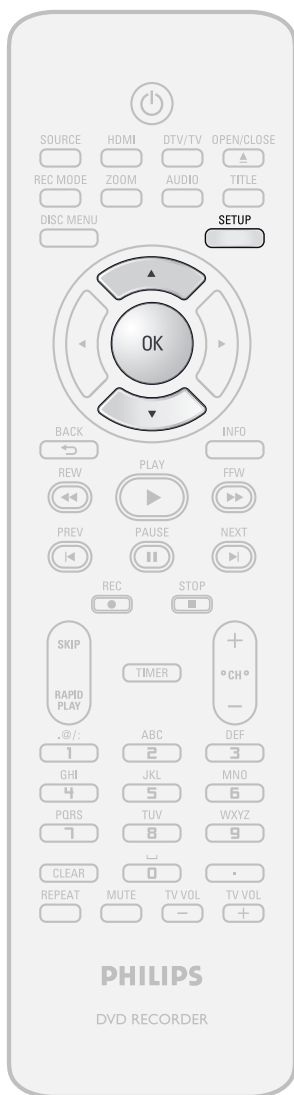 SOURCE HDMI DTV/TV OPEN/CLOSE
REC MODE ZOOM AUDIO TITLE
DISC MENU SETUP
OK
BACK INFO
REW PLAY FFW
PREV PAUSE NEXT
REC STOP
SKIP
RAPID PLAY
TIMER
+
CH
−
.@/: ABC DEF
1 2 3
GHI JKL MNO
4 5 6
PQRS TUV WXYZ
7 8 9
CLEAR 0 .
REPEAT MUTE TV VOL TV VOL
− +
PHILIPS
DVD RECORDER